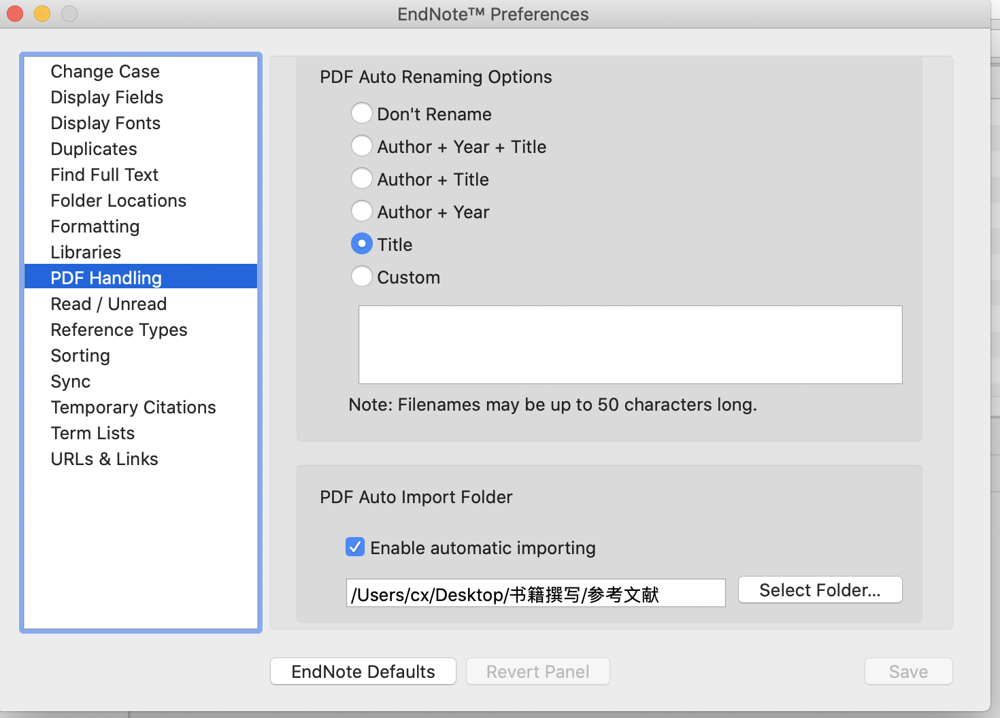 EndNote™ Preferences
Change Case
Display Fields
Display Fonts
Duplicates
Find Full Text
Folder Locations
Formatting
Libraries
PDF Handling
Read / Unread
Reference Types
Sorting
Sync
Temporary Citations
Term Lists
URLs & Links
PDF Auto Renaming Options
Don't Rename
Author + Year + Title
Author + Title
Author + Year
Title
Custom
Note: Filenames may be up to 50 characters long.
PDF Auto Import Folder
Enable automatic importing
/Users/cx/Desktop/书籍撰写/参考文献
Select Folder...
EndNote Defaults
Revert Panel
Save